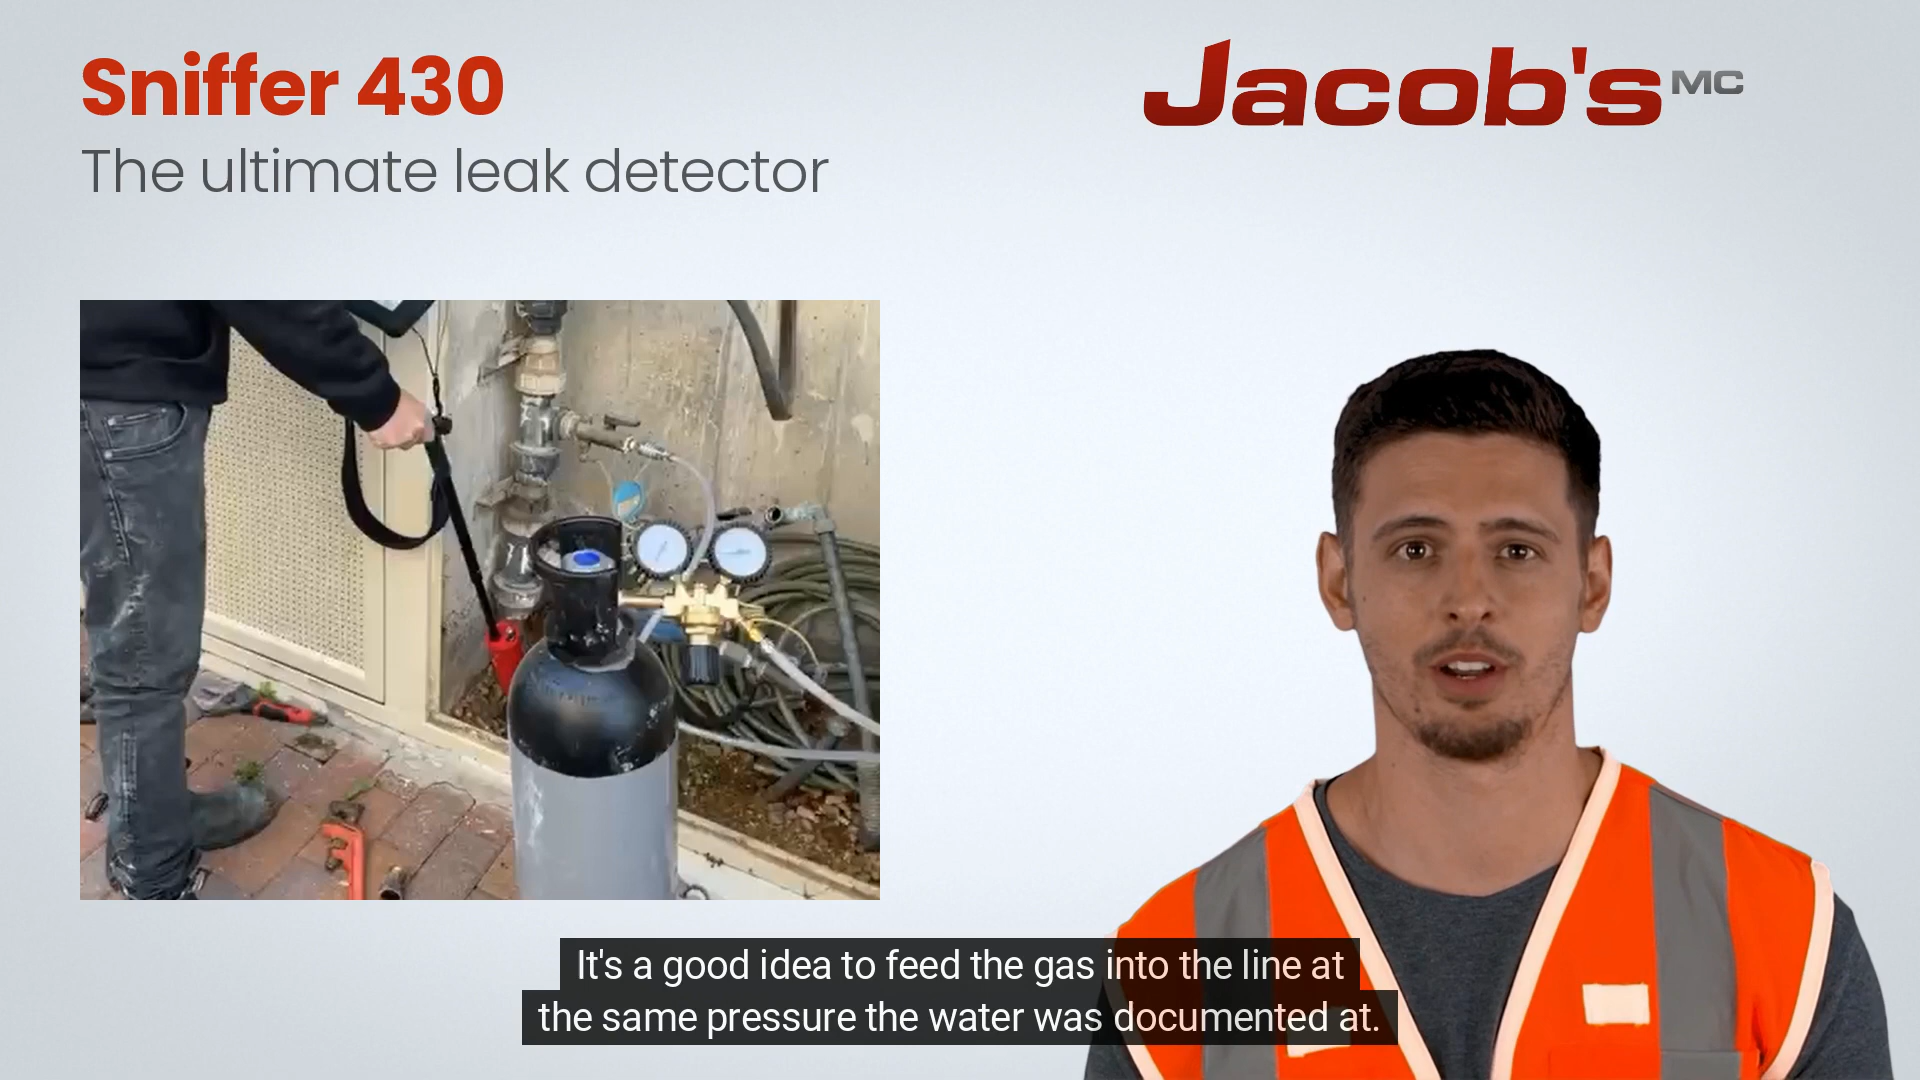 Sniffer 430
The ultimate leak detector
Jacob's MC
It's a good idea to feed the gas into the line at
the same pressure the water was documented at.